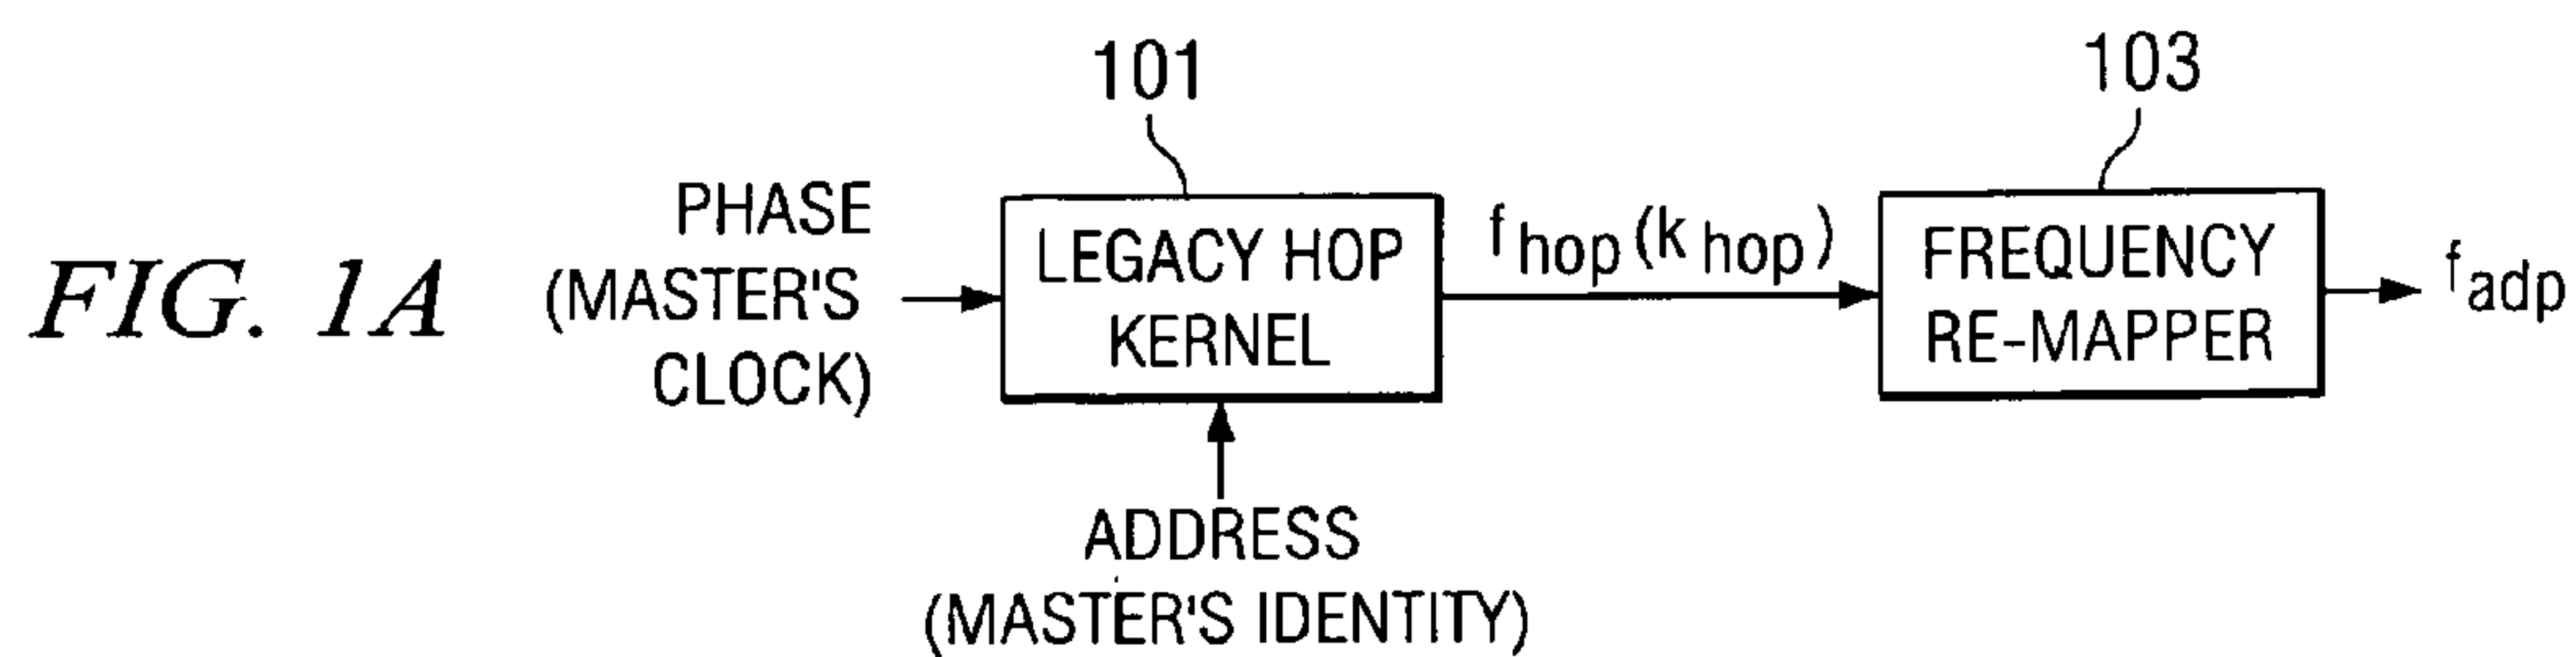 FIG. 1A
PHASE
(MASTER'S
CLOCK)
101
LEGACY HOP
KERNEL
ADDRESS
(MASTER'S IDENTITY)
f hop (k hop)
103
FREQUENCY
RE-MAPPER
f adp